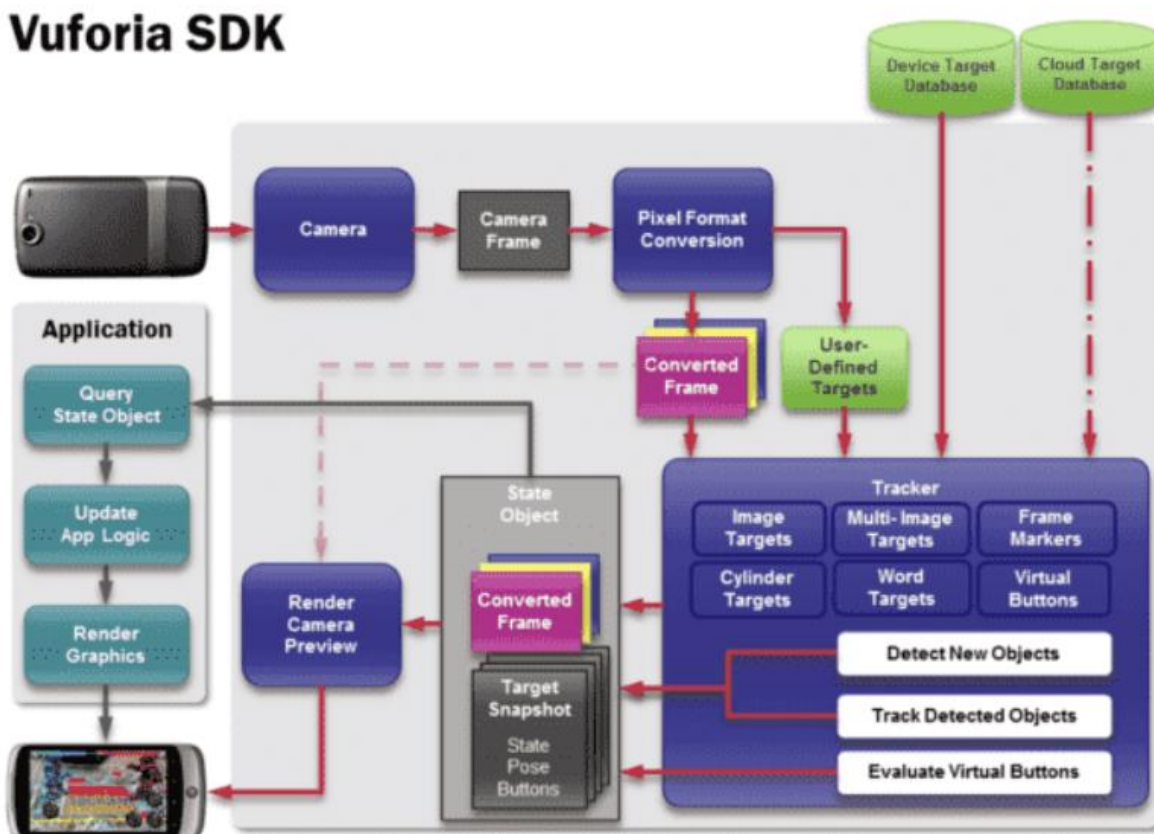 Vuforia SDK
Device Target
Database
Cloud Target
Database
Camera
Camera
Frame
Pixel Format
Conversion
Application
Query
State Object
Update
App Logic
Render
Graphics
Converted
Frame
User-
Defined
Targets
State
Object
Converted
Frame
Target
Snapshot
State
Pose
Buttons
Render
Camera
Preview
Tracker
Image
Targets
Multi-Image
Targets
Frame
Markers
Cylinder
Targets
Word
Targets
Virtual
Buttons
Detect New Objects
Track Detected Objects
Evaluate Virtual Buttons